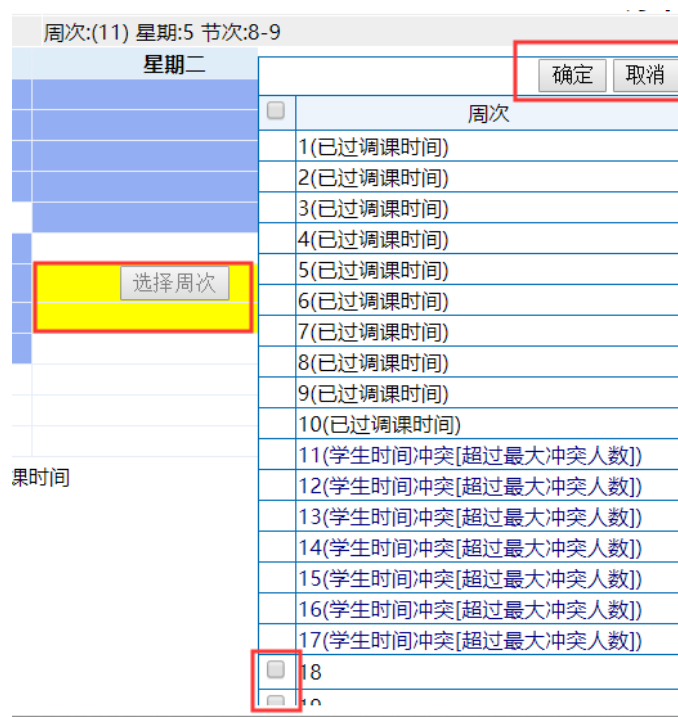 周次:(11) 星期:5 节次:8-9
星期二
确定 取消
周次
1(已过调课时间)
2(已过调课时间)
3(已过调课时间)
4(已过调课时间)
选择周次
5(已过调课时间)
6(已过调课时间)
7(已过调课时间)
8(已过调课时间)
9(已过调课时间)
10(已过调课时间)
11(学生时间冲突[超过最大冲突人数])
课时间
12(学生时间冲突[超过最大冲突人数])
13(学生时间冲突[超过最大冲突人数])
14(学生时间冲突[超过最大冲突人数])
15(学生时间冲突[超过最大冲突人数])
16(学生时间冲突[超过最大冲突人数])
17(学生时间冲突[超过最大冲突人数])
18